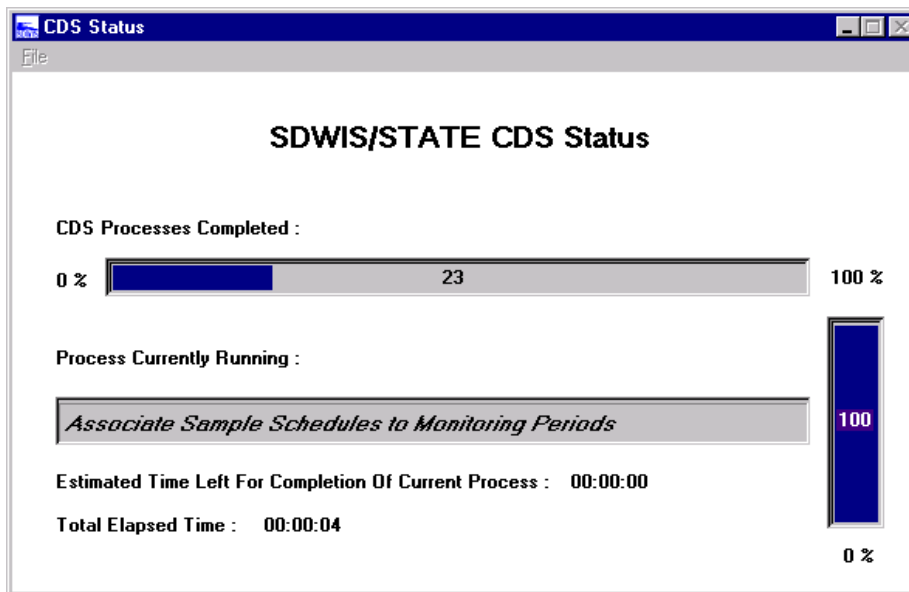 CDS Status
File
SDWIS/STATE CDS Status
CDS Processes Completed :
0 % 23 100 %
Process Currently Running :
Associate Sample Schedules to Monitoring Periods
100
Estimated Time Left For Completion Of Current Process : 00:00:00
Total Elapsed Time : 00:00:04
0 %